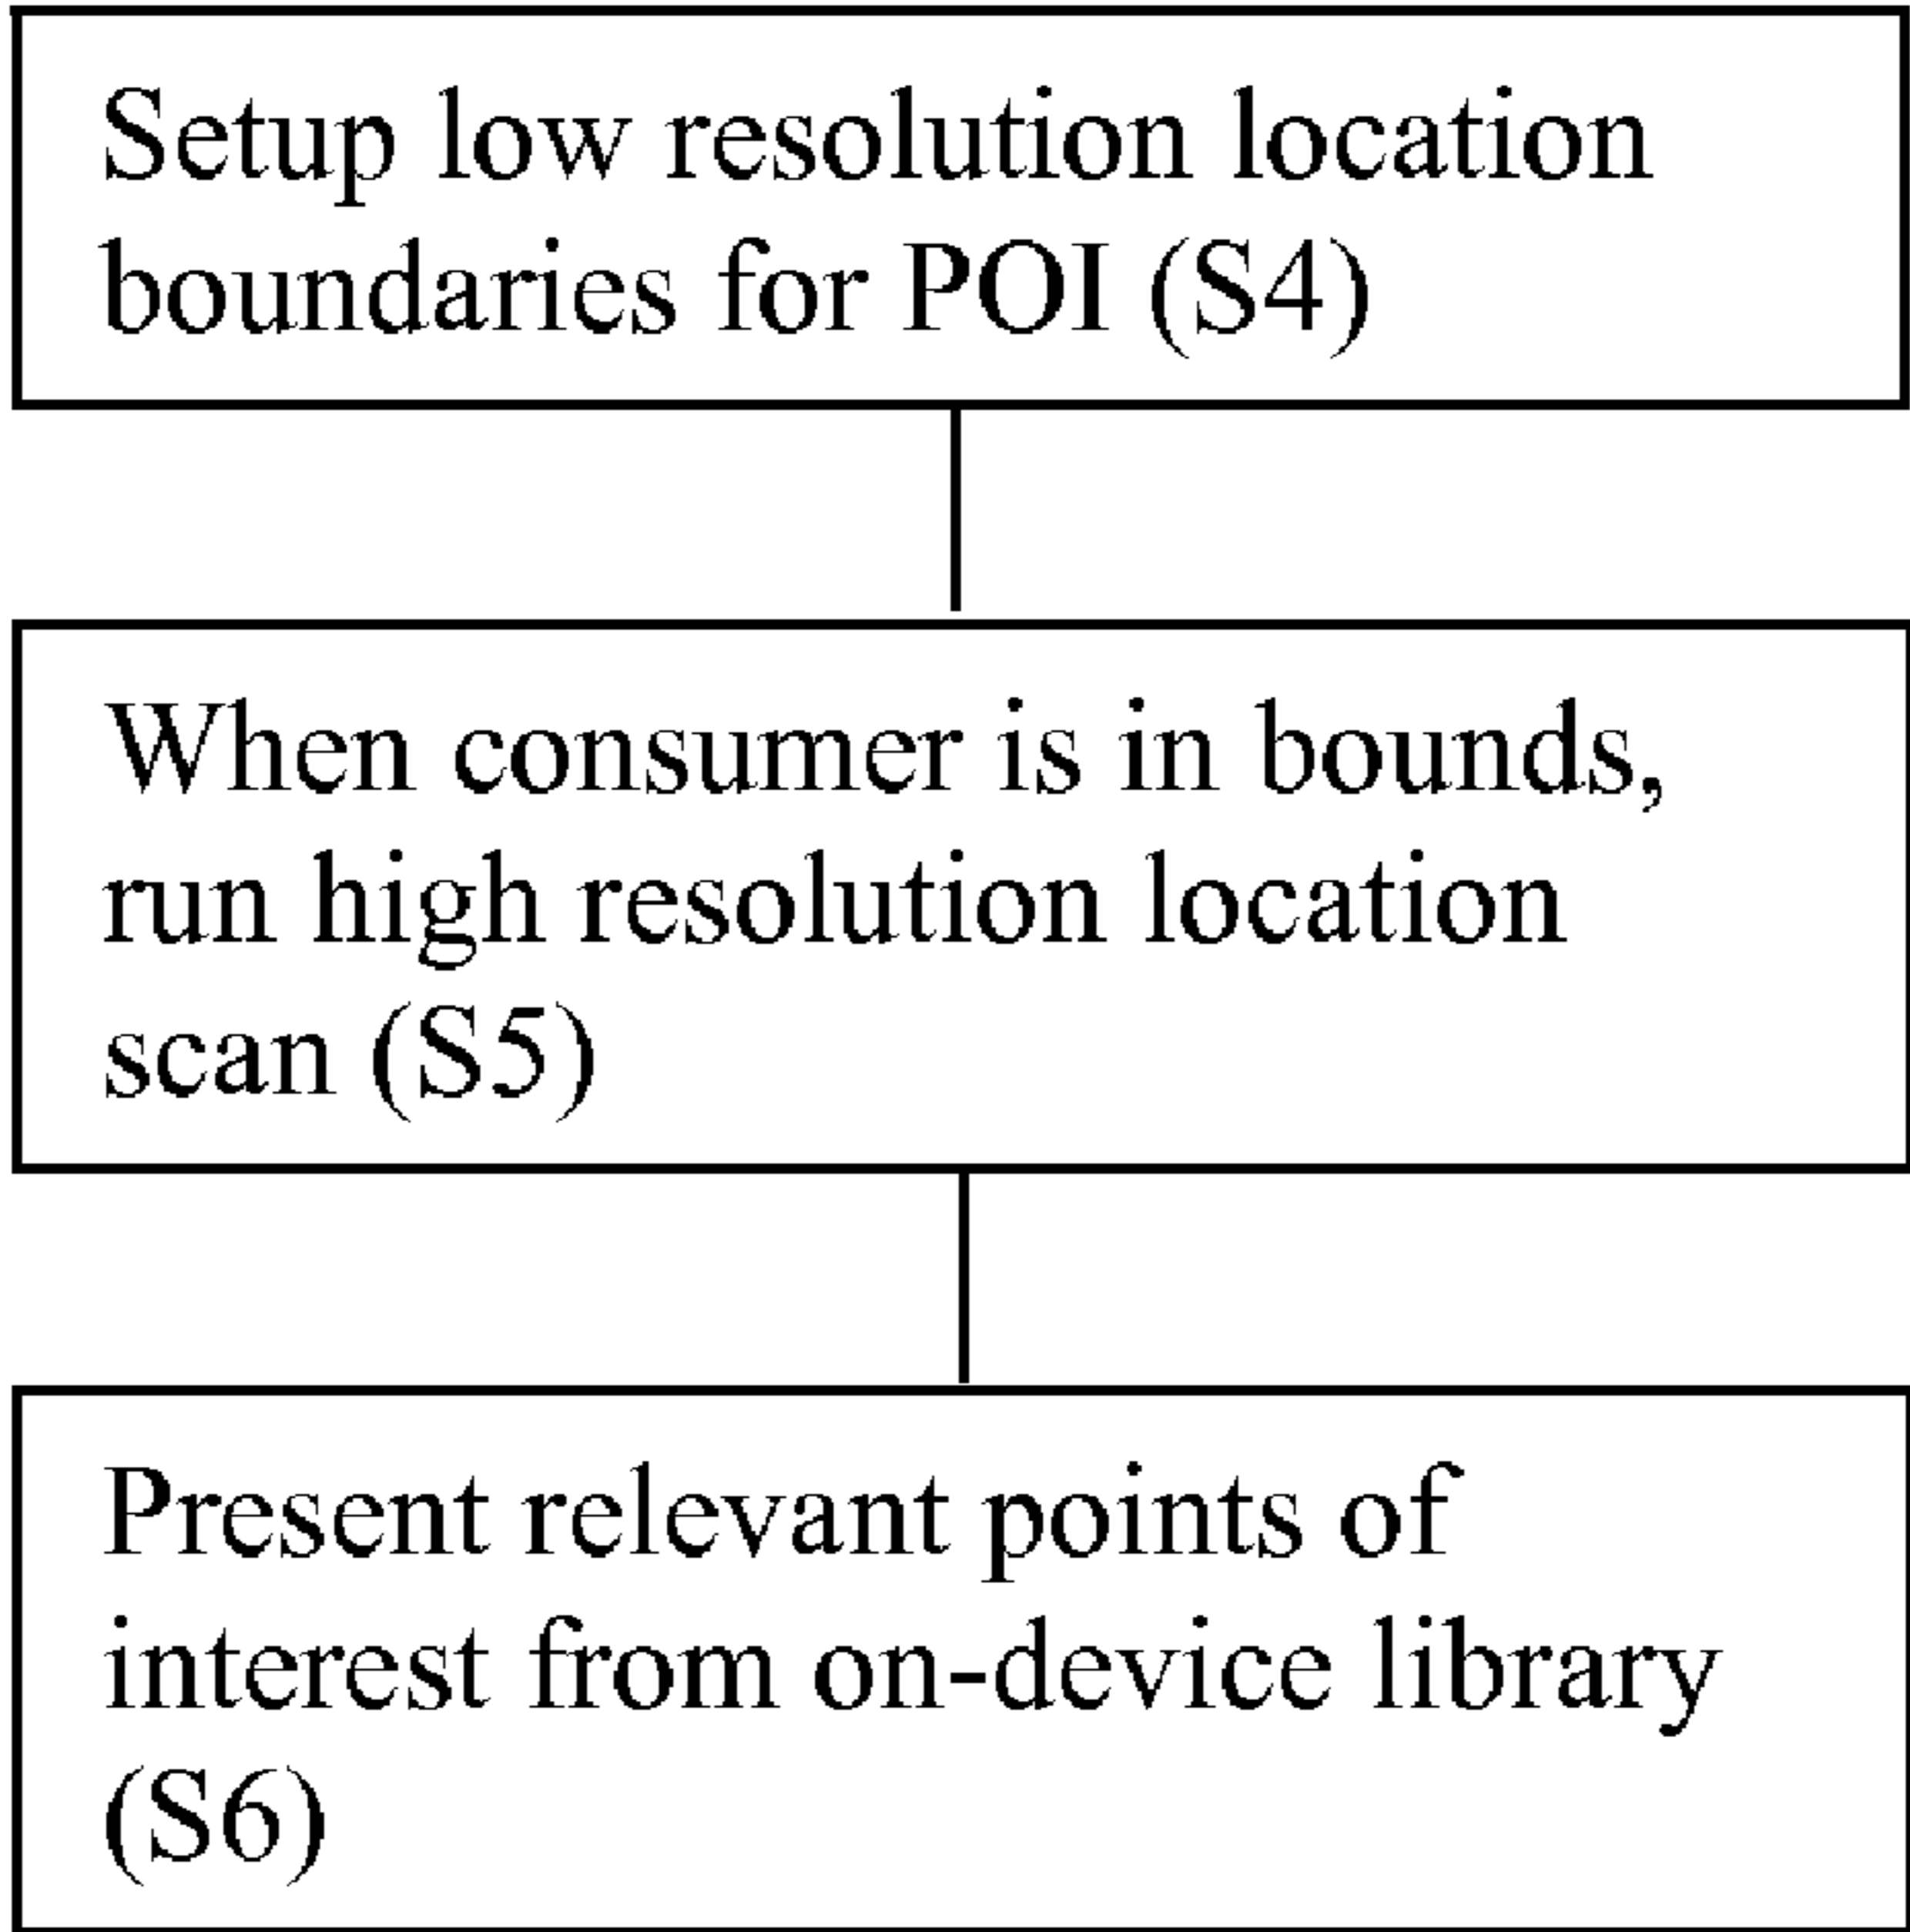 Setup low resolution location
boundaries for POI (S4)
When consumer is in bounds,
run high resolution location
scan (S5)
Present relevant points of
interest from on-device library
(S6)